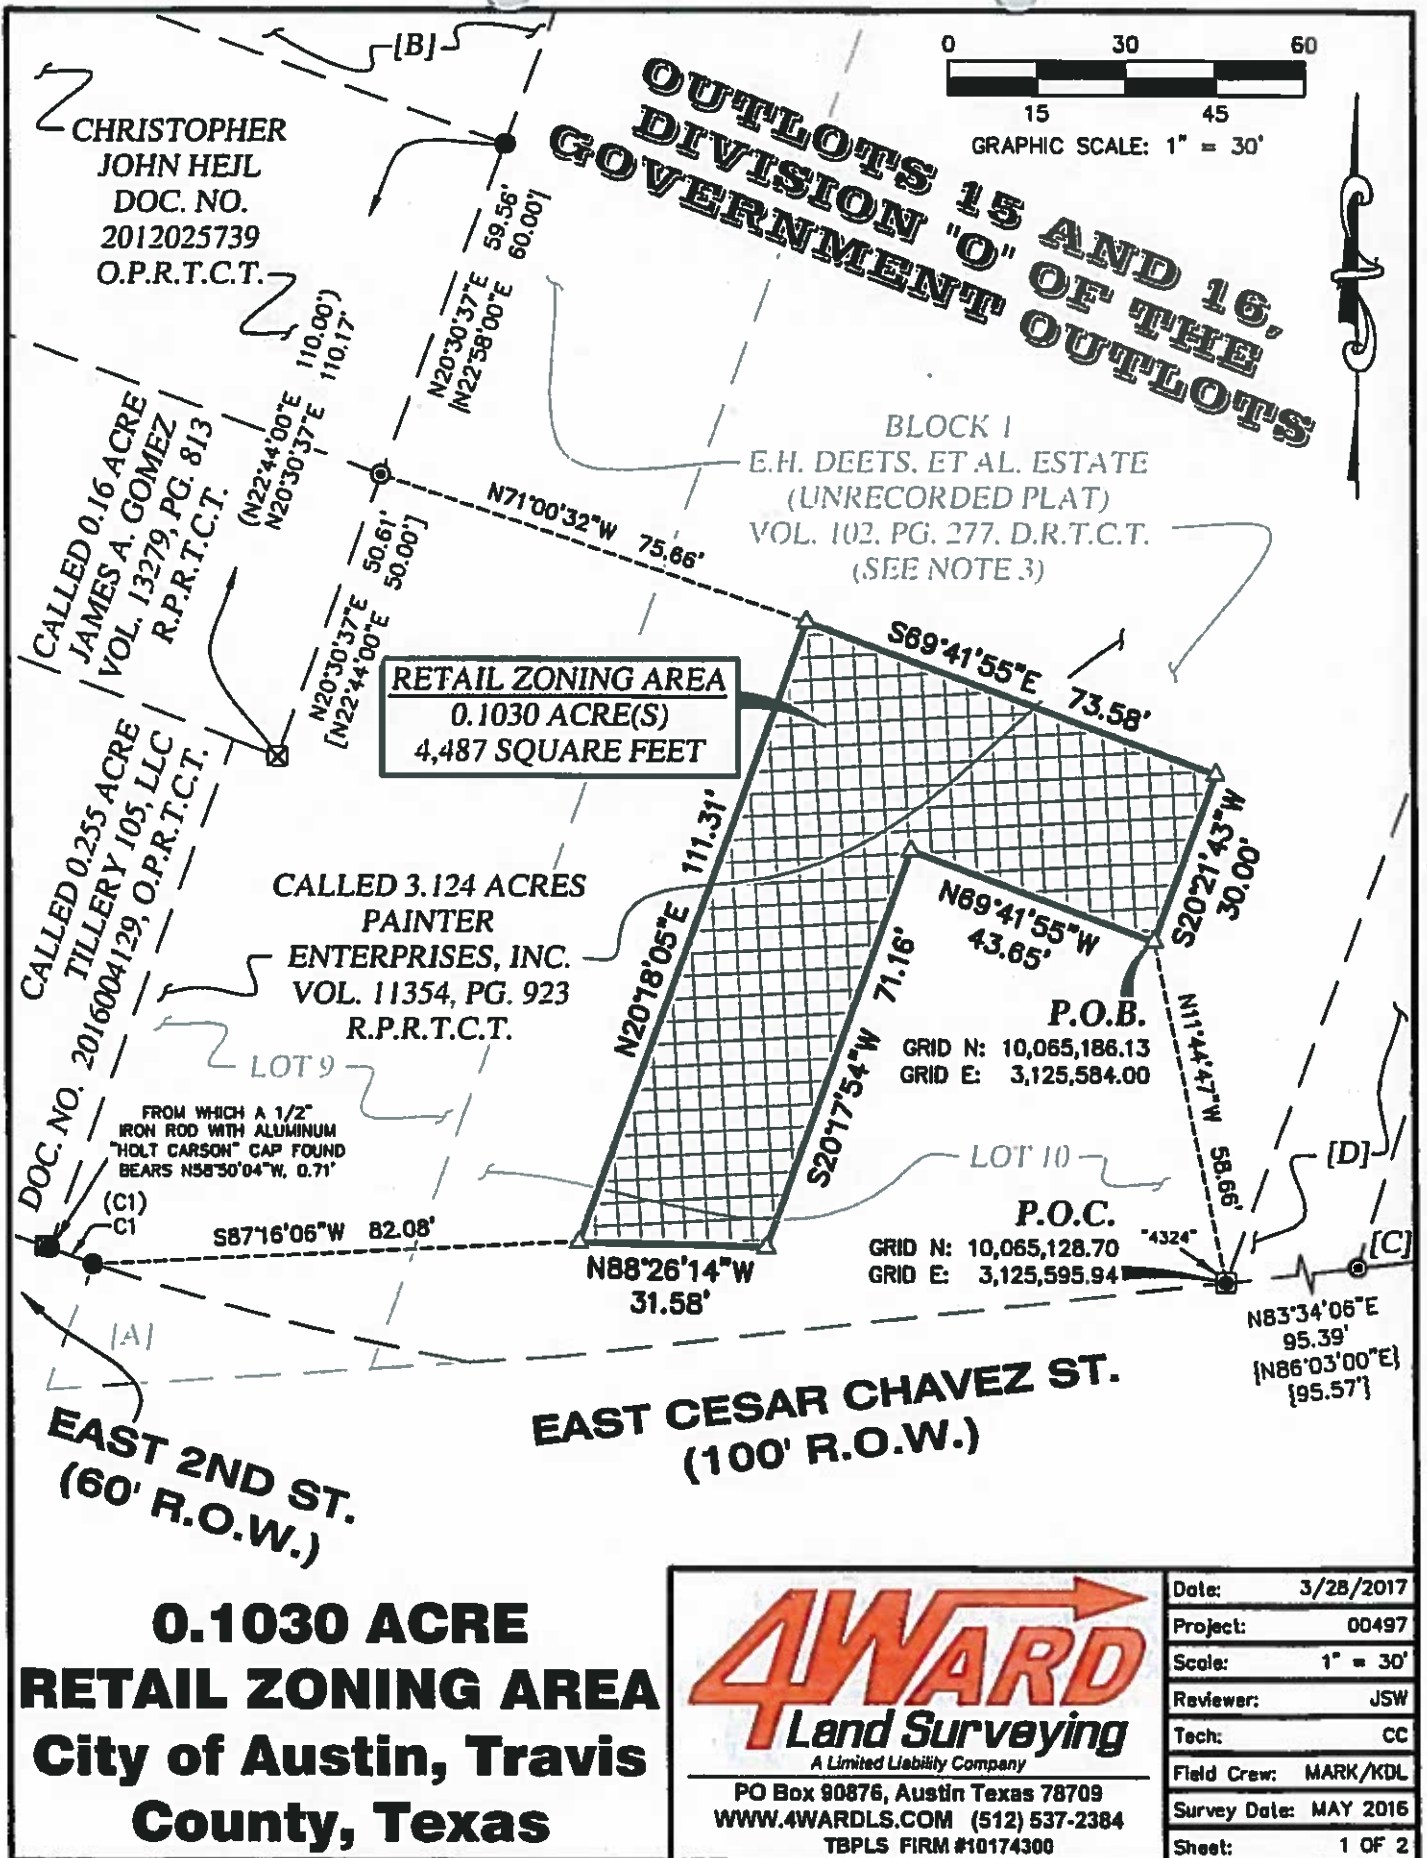 [B]
0 30 60
15 45
GRAPHIC SCALE: 1" = 30'
OUTLOTS 15 AND 16,
DIVISION "O" OF THE
GOVERNMENT OUTLOTS
CHRISTOPHER
JOHN HEJL
DOC. NO.
2012025739
O.P.R.T.C.T.
N20°30'37"E 59.56'
[N22°58'00"E 60.00']
(N22°44'00"E 110.00')
N20°30'37"E 110.17'
CALLED 0.16 ACRE
JAMES A. GOMEZ
VOL. 13279, PG. 813
R.P.R.T.C.T.
BLOCK 1
E.H. DEETS, ET AL. ESTATE
(UNRECORDED PLAT)
VOL. 102, PG. 277, D.R.T.C.T.
(SEE NOTE 3)
N71°00'32"W 75.66'
N20°30'37"E 50.61'
[N22°44'00"E 50.00']
S69°41'55"E 73.58'
RETAIL ZONING AREA
0.1030 ACRE(S)
4,487 SQUARE FEET
CALLED 0.255 ACRE
TILLERY 105, LLC
DOC. NO. 2016004129, O.P.R.T.C.T.
N20°18'05"E 111.31'
S20°21'43"W
30.00'
N69°41'55"W
43.65'
CALLED 3.124 ACRES
PAINTER
ENTERPRISES, INC.
VOL. 11354, PG. 923
R.P.R.T.C.T.
S20°17'54"W 71.16'
P.O.B.
GRID N: 10,065,186.13
GRID E: 3,125,584.00
N11°44'47"W 58.66'
LOT 9
FROM WHICH A 1/2"
IRON ROD WITH ALUMINUM
"HOLT CARSON" CAP FOUND
BEARS N58°50'04"W, 0.71'
(C1)
C1
LOT 10
[D]
P.O.C.
GRID N: 10,065,128.70
GRID E: 3,125,595.94
"4324"
[C]
S87°16'06"W 82.08'
N88°26'14"W
31.58'
N83°34'06"E
95.39'
{N86°03'00"E}
{95.57'}
[A]
EAST CESAR CHAVEZ ST.
(100' R.O.W.)
EAST 2ND ST.
(60' R.O.W.)
0.1030 ACRE
RETAIL ZONING AREA
City of Austin, Travis
County, Texas
4WARD
Land Surveying
A Limited Liability Company
PO Box 90876, Austin Texas 78709
WWW.4WARDLS.COM (512) 537-2384
TBPLS FIRM #10174300
Date: 3/28/2017
Project: 00497
Scale: 1" = 30'
Reviewer: JSW
Tech: CC
Field Crew: MARK/KDL
Survey Date: MAY 2016
Sheet: 1 OF 2